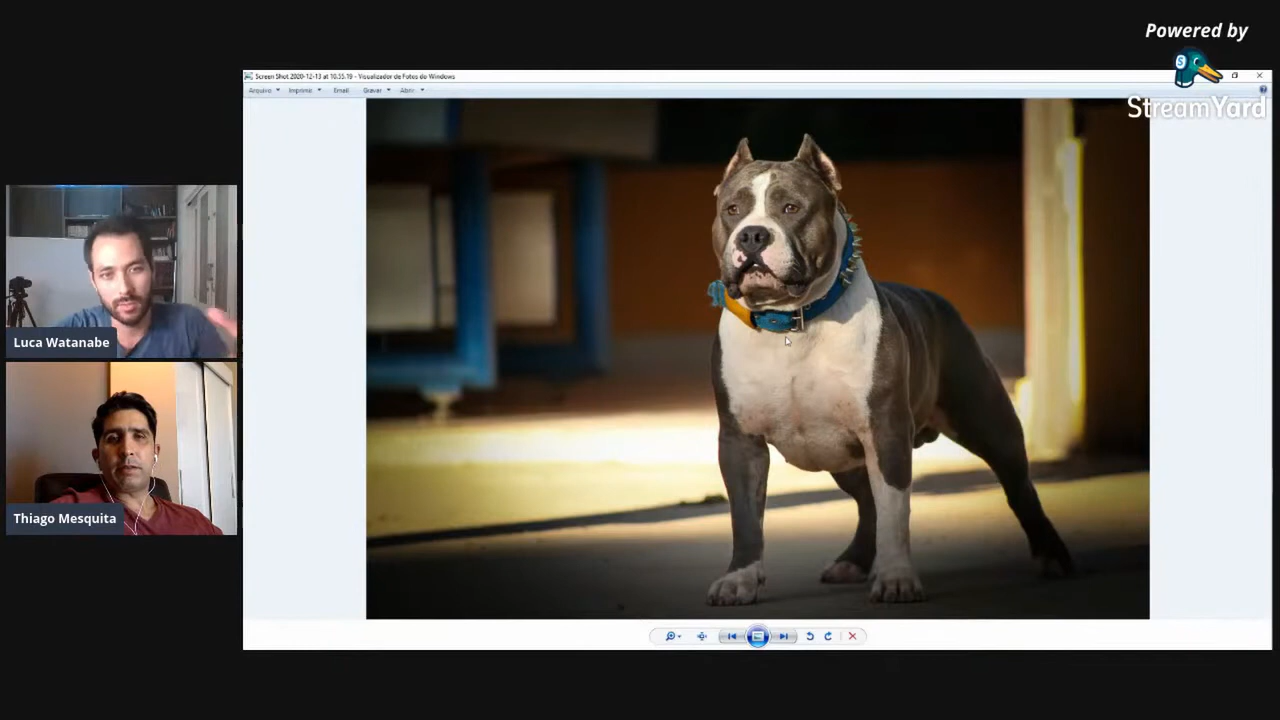 Powered by
StreamYard
Screen Shot 2020-12-13 at 10.55.19 - Visualizador de Fotos do Windows
Arquivo Imprimir Email Gravar Abrir
Luca Watanabe
Thiago Mesquita